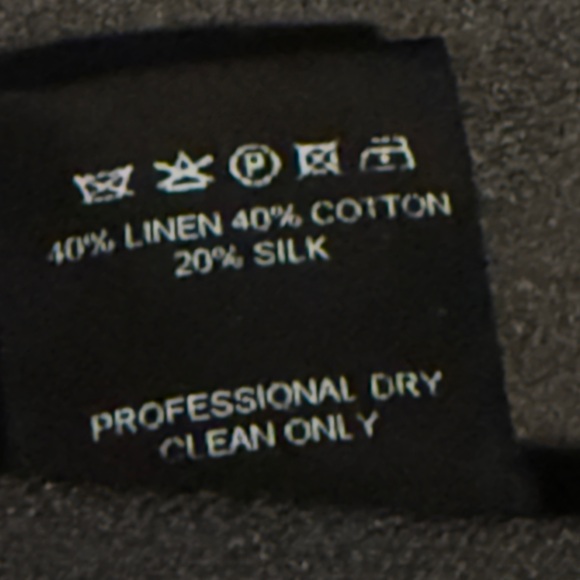 P
40% LINEN 40% COTTON
20% SILK
PROFESSIONAL DRY
CLEAN ONLY